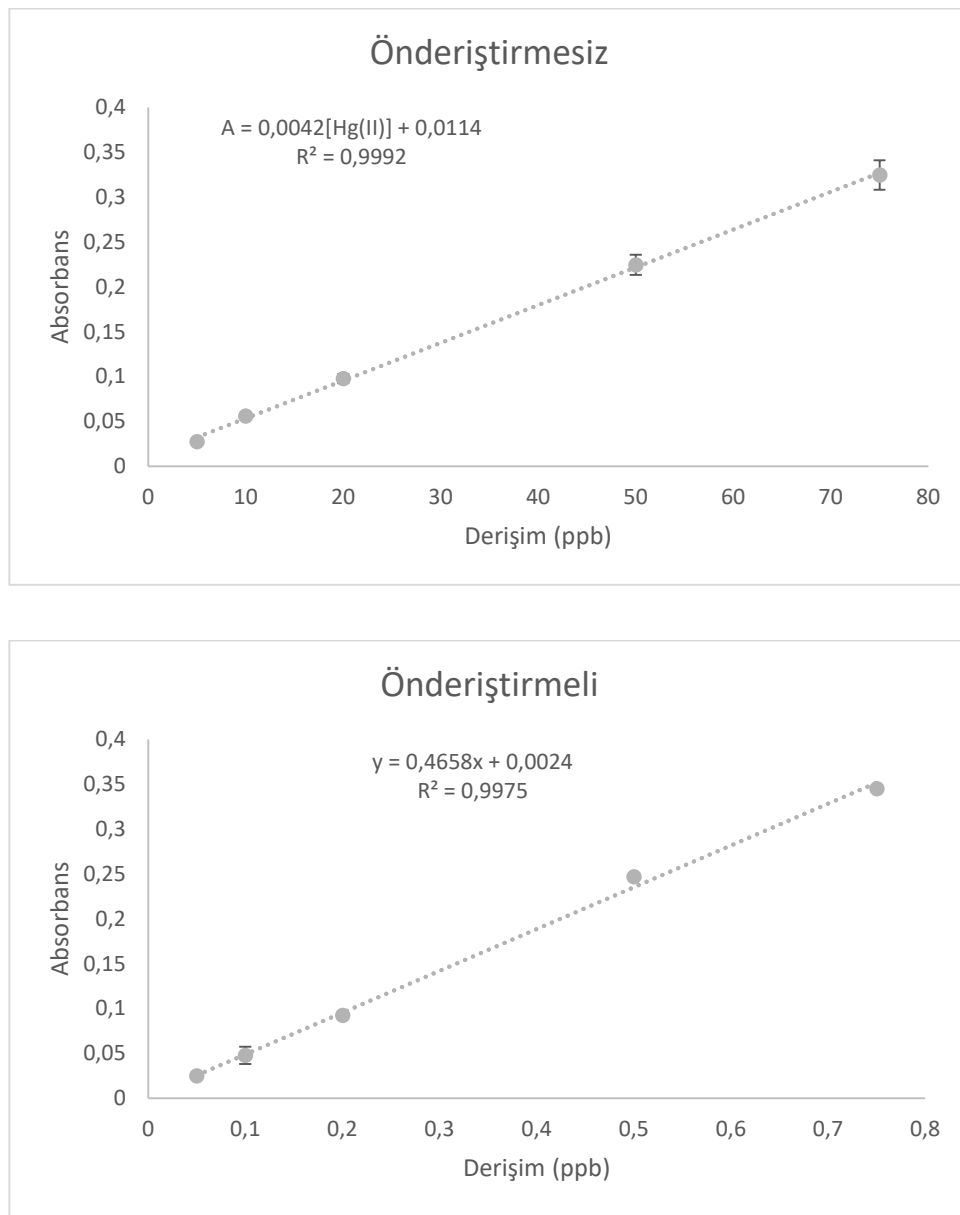 Önderiştirmesiz
A = 0,0042[Hg(II)] + 0,0114
R² = 0,9992
0,4
0,35
0,3
0,25
0,2
0,15
0,1
0,05
0
Absorbans
0 10 20 30 40 50 60 70 80
Derişim (ppb)
Önderiştirmeli
y = 0,4658x + 0,0024
R² = 0,9975
0,4
0,35
0,3
0,25
0,2
0,15
0,1
0,05
0
Absorbans
0 0,1 0,2 0,3 0,4 0,5 0,6 0,7 0,8
Derişim (ppb)